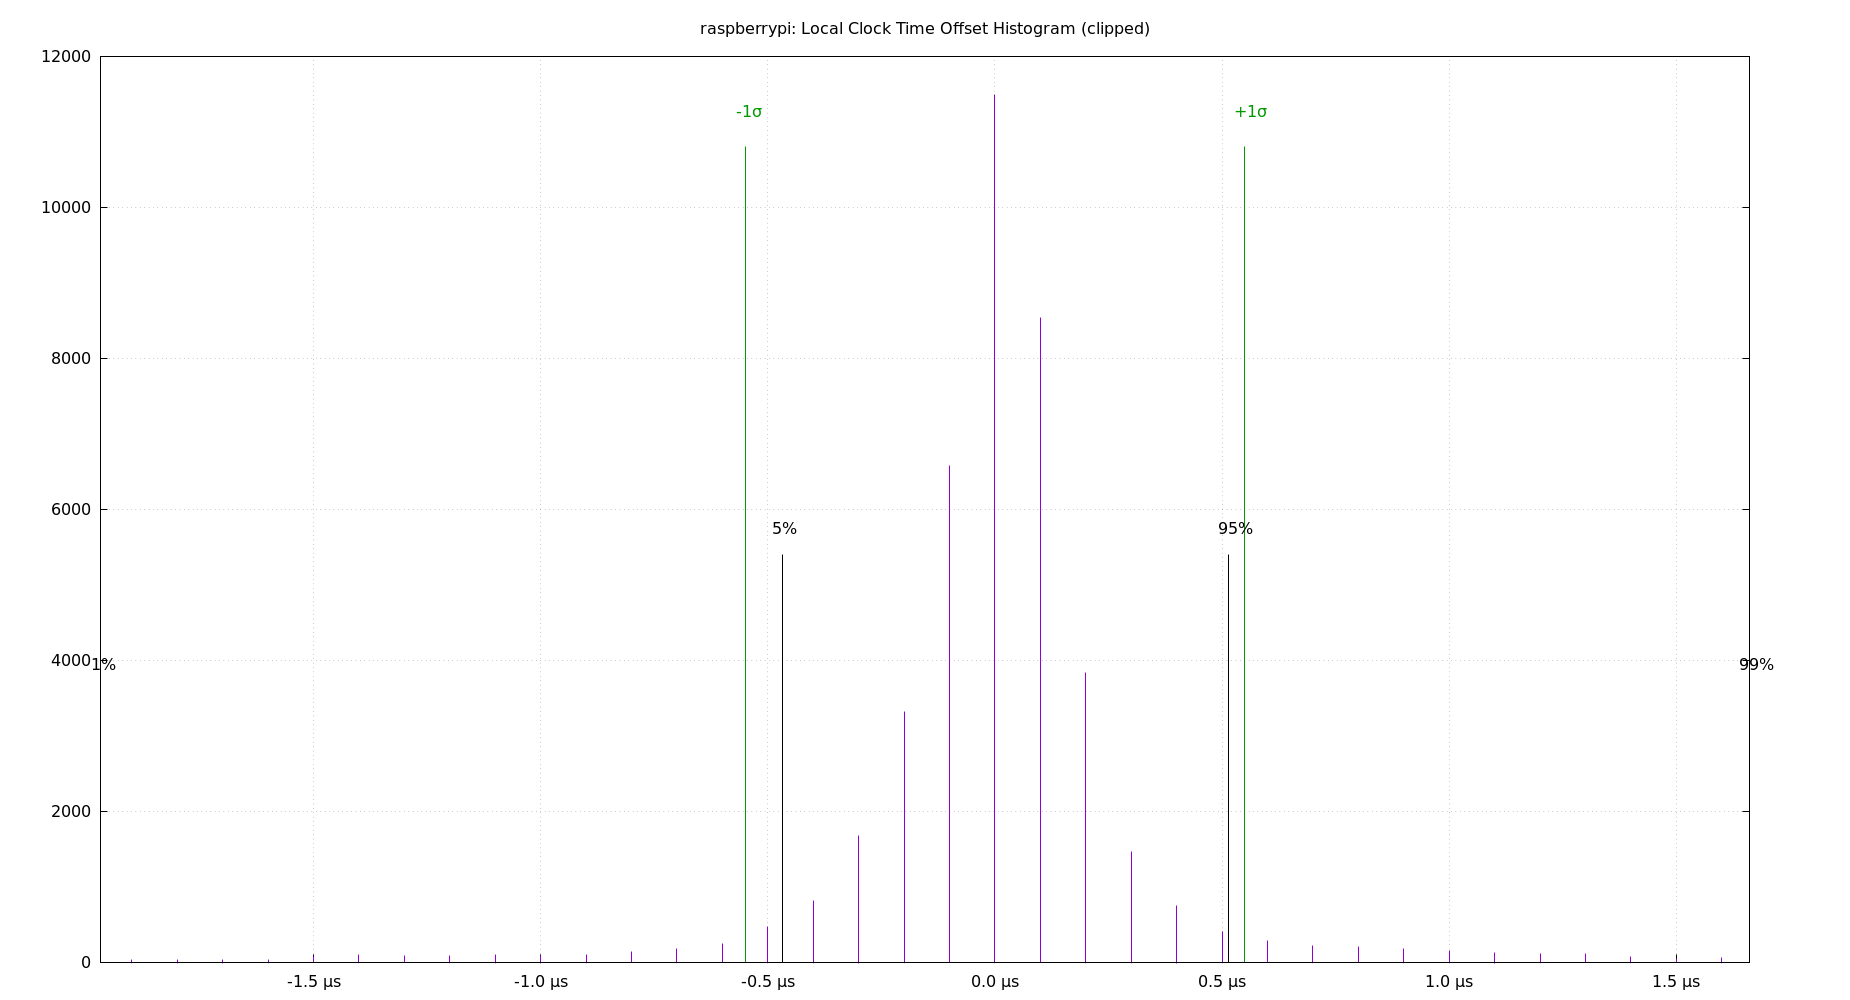 raspberrypi: Local Clock Time Offset Histogram (clipped)
12000
-1σ
+1σ
10000
8000
6000
5%
95%
4000
1%
99%
2000
0
-1.5 µs
-1.0 µs
-0.5 µs
0.0 µs
0.5 µs
1.0 µs
1.5 µs